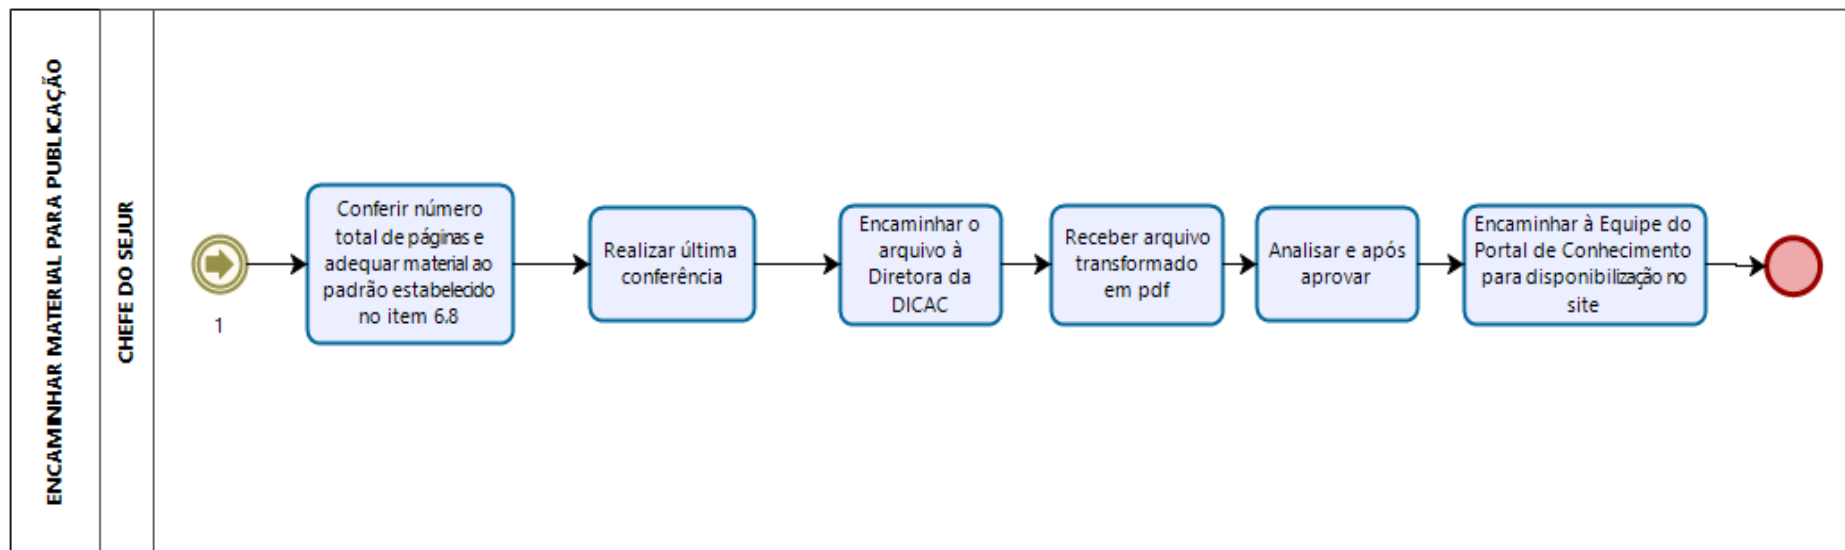 ENCAMINHAR MATERIAL PARA PUBLICAÇÃO
CHEFE DO SEJUR
1
Conferir número
total de páginas e
adequar material ao
padrão estabelecido
no item 6.8
Realizar última
conferência
Encaminhar o
arquivo à
Diretora da
DICAC
Receber arquivo
transformado
em pdf
Analisar e após
aprovar
Encaminhar à Equipe do
Portal de Conhecimento
para disponibilização no
site